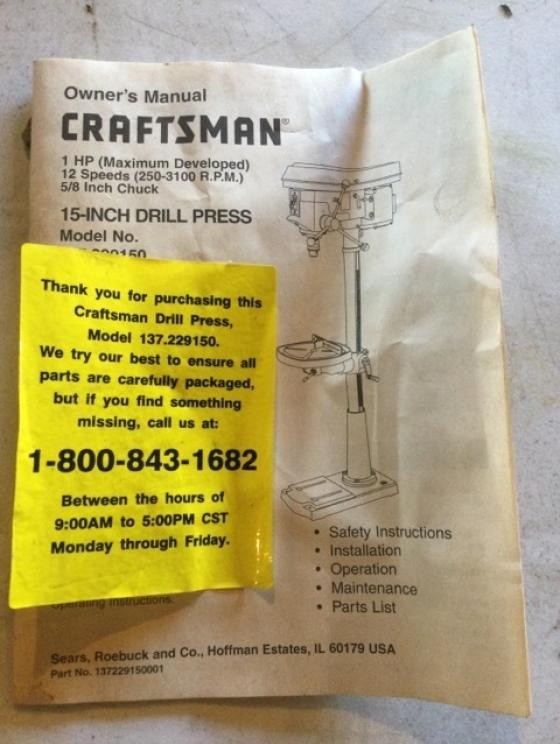 Owner's Manual
CRAFTSMAN®
1 HP (Maximum Developed)
12 Speeds (250-3100 R.P.M.)
5/8 Inch Chuck
15-INCH DRILL PRESS
Model No.
Thank you for purchasing this
Craftsman Drill Press,
Model 137.229150.
We try our best to ensure all
parts are carefully packaged,
but if you find something
missing, call us at:
1-800-843-1682
Between the hours of
9:00AM to 5:00PM CST
Monday through Friday.
• Safety Instructions
• Installation
• Operation
• Maintenance
• Parts List
Operating Instructions.
Sears, Roebuck and Co., Hoffman Estates, IL 60179 USA
Part No. 137229150001